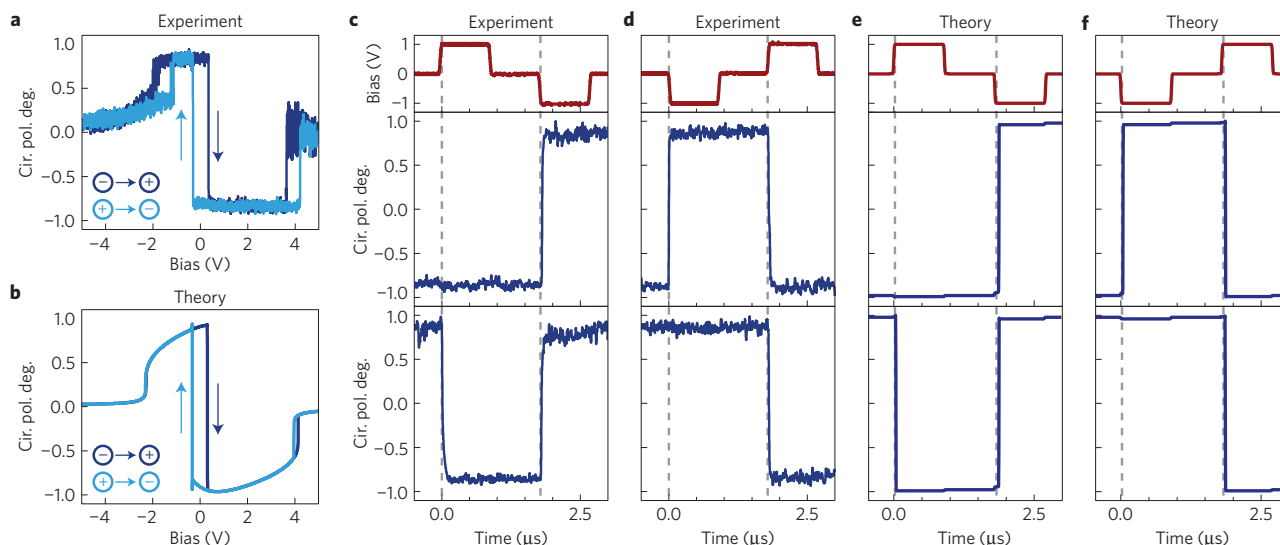 a
Experiment
Cir. pol. deg.
1.0
0.5
0.0
−0.5
−1.0
− → +
+ → −
−4 −2 0 2 4
Bias (V)
b
Theory
Cir. pol. deg.
1.0
0.5
0.0
−0.5
−1.0
− → +
+ → −
−4 −2 0 2 4
Bias (V)
c
Experiment
Bias (V)
1
0
−1
Cir. pol. deg.
1.0
0.5
0.0
−0.5
−1.0
Cir. pol. deg.
1.0
0.5
0.0
−0.5
−1.0
0.0 2.5
Time (μs)
d
Experiment
0.0 2.5
Time (μs)
e
Theory
0.0 2.5
Time (μs)
f
Theory
0.0 2.5
Time (μs)